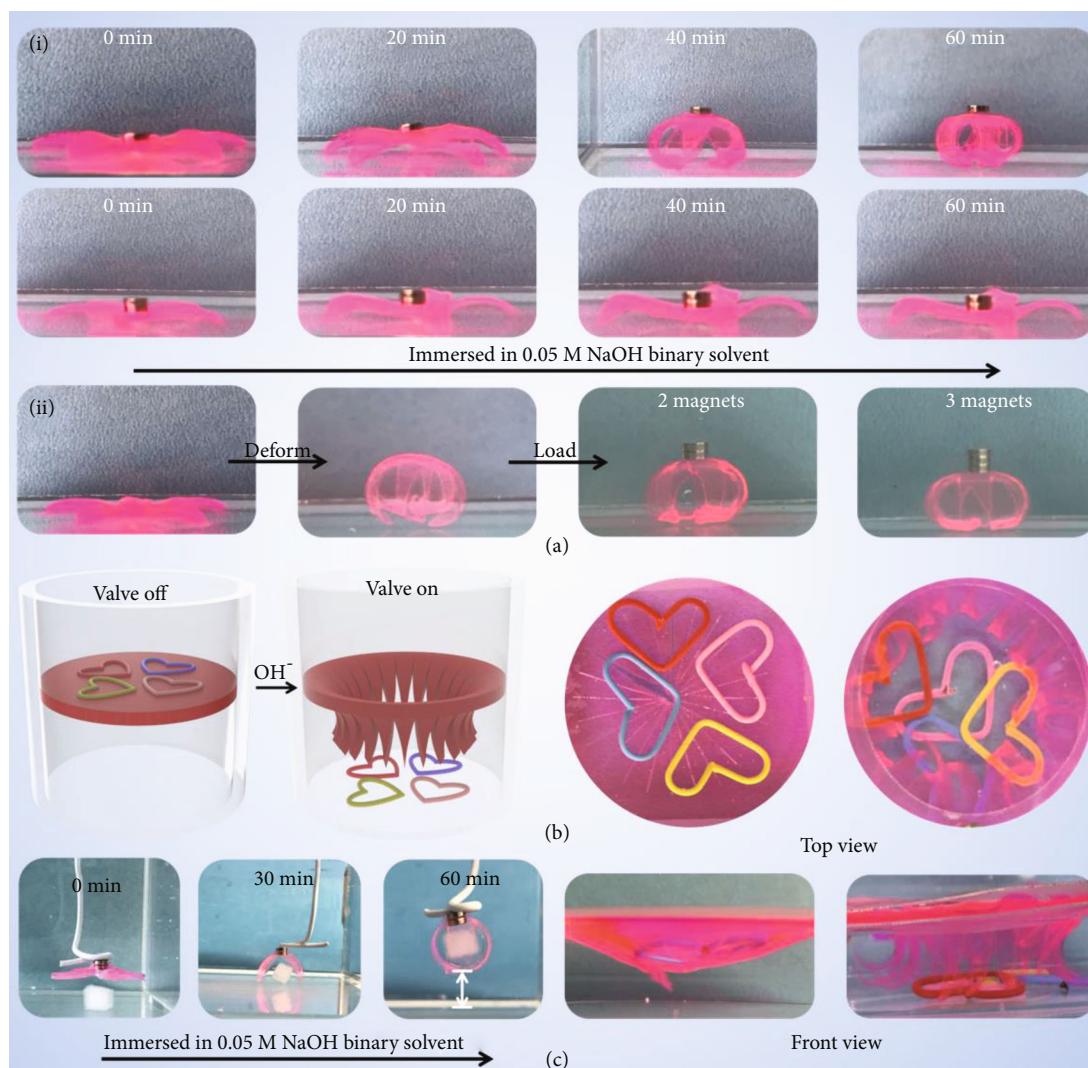 (i)
0 min
20 min
40 min
60 min
0 min
20 min
40 min
60 min
Immersed in 0.05 M NaOH binary solvent
(ii)
Deform
Load
2 magnets
3 magnets
(a)
Valve off
OH⁻
Valve on
(b)
Top view
0 min
30 min
60 min
Immersed in 0.05 M NaOH binary solvent
Front view
(c)